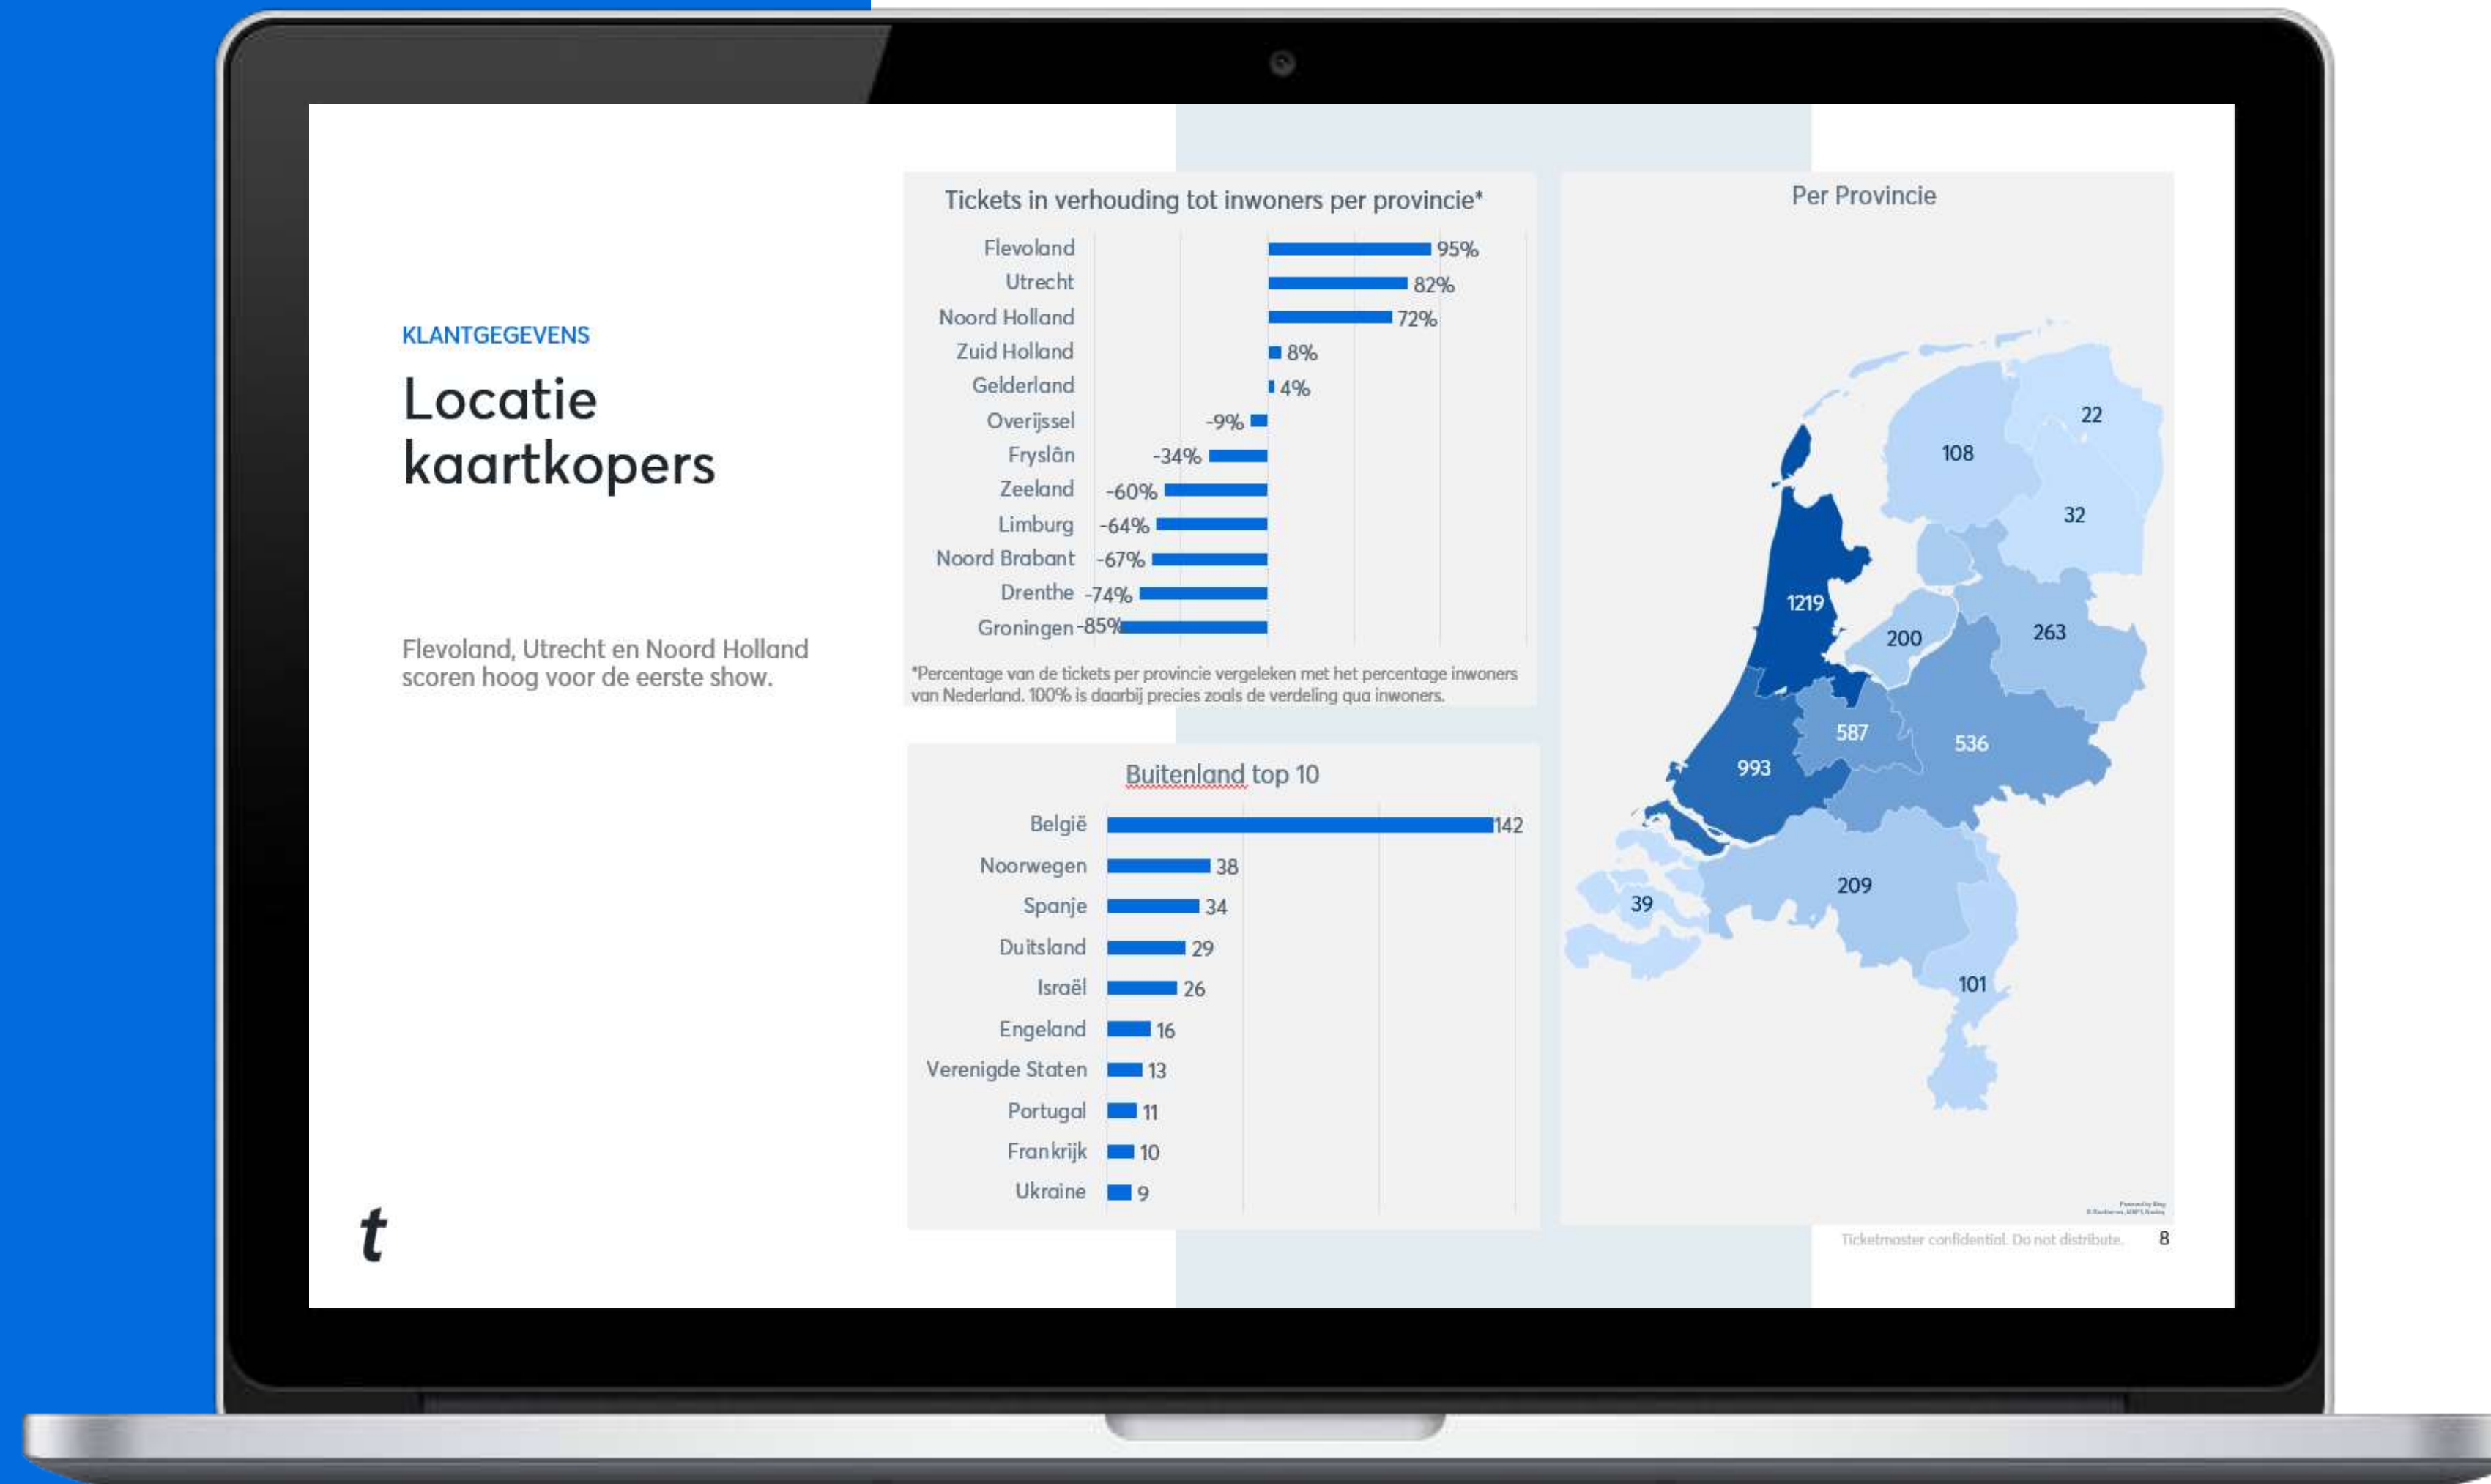 KLANTGEGEVENS
Locatie
kaartkopers
Flevoland, Utrecht en Noord Holland
scoren hoog voor de eerste show.
t
Tickets in verhouding tot inwoners per provincie*
Flevoland 95%
Utrecht 82%
Noord Holland 72%
Zuid Holland 8%
Gelderland 4%
Overijssel -9%
Fryslân -34%
Zeeland -60%
Limburg -64%
Noord Brabant -67%
Drenthe -74%
Groningen -85%
*Percentage van de tickets per provincie vergeleken met het percentage inwoners
van Nederland. 100% is daarbij precies zoals de verdeling qua inwoners.
Buitenland top 10
België 142
Noorwegen 38
Spanje 34
Duitsland 29
Israël 26
Engeland 16
Verenigde Staten 13
Portugal 11
Frankrijk 10
Ukraine 9
Per Provincie
22
108
32
1219
200
263
587
536
993
209
39
101
Powered by Bing
Ticketmaster confidential. Do not distribute. 8